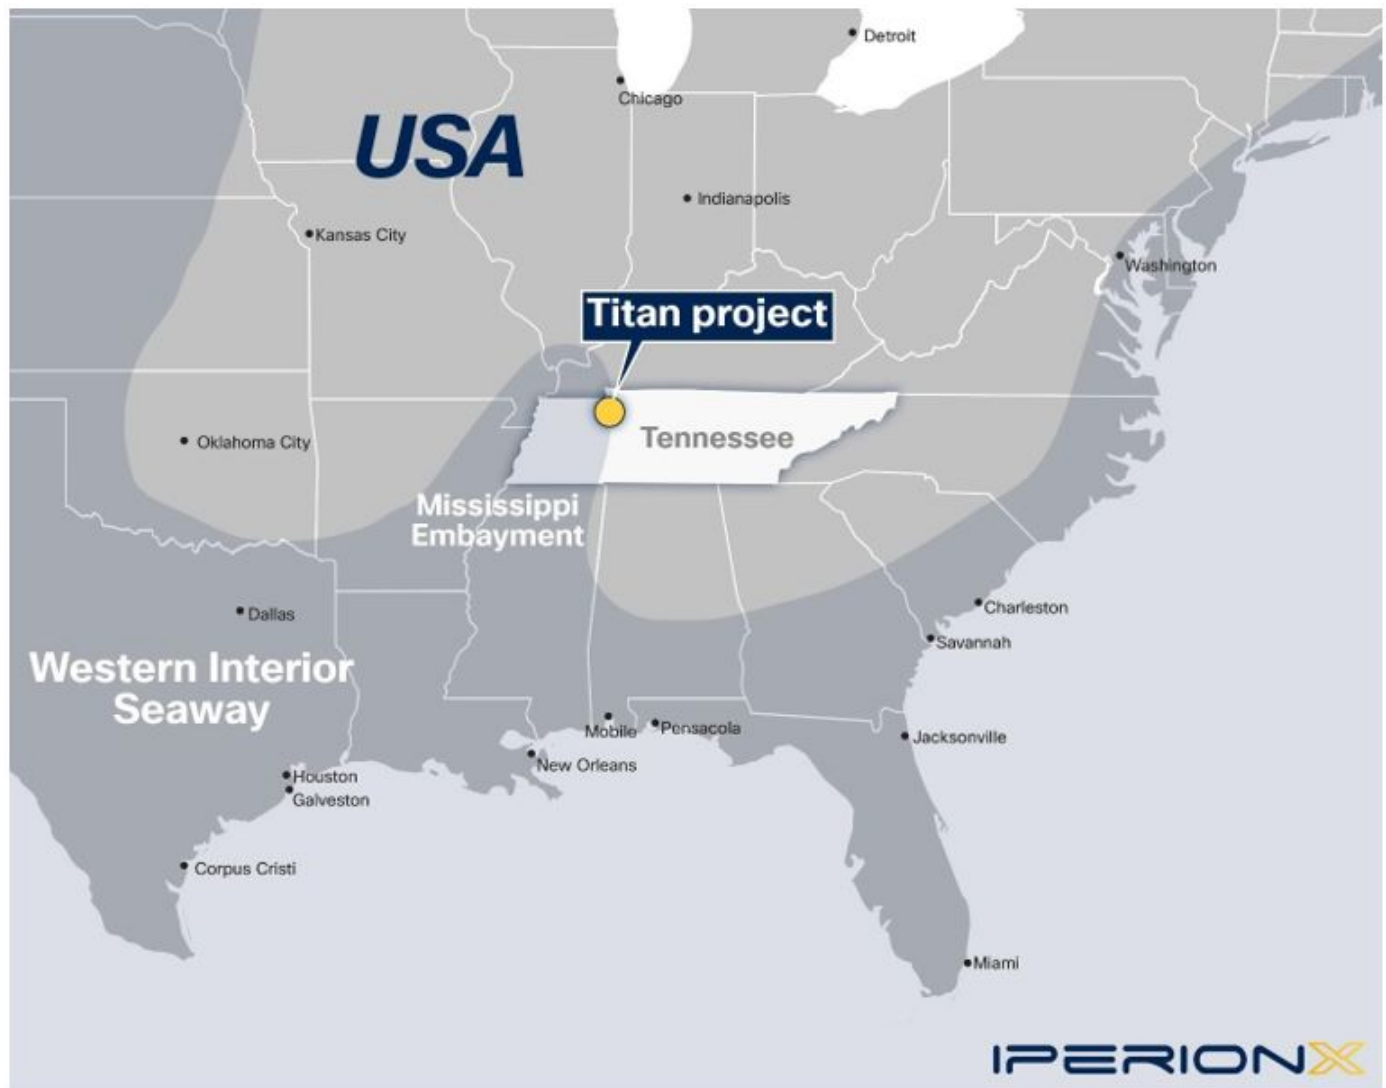 Detroit
Chicago
USA
Indianapolis
Kansas City
Washington
Titan project
Oklahoma City
Tennessee
Mississippi
Embayment
Dallas
Charleston
Savannah
Western Interior
Seaway
Mobile
Pensacola
Jacksonville
New Orleans
Houston
Galveston
Corpus Cristi
Miami
IPERIONX